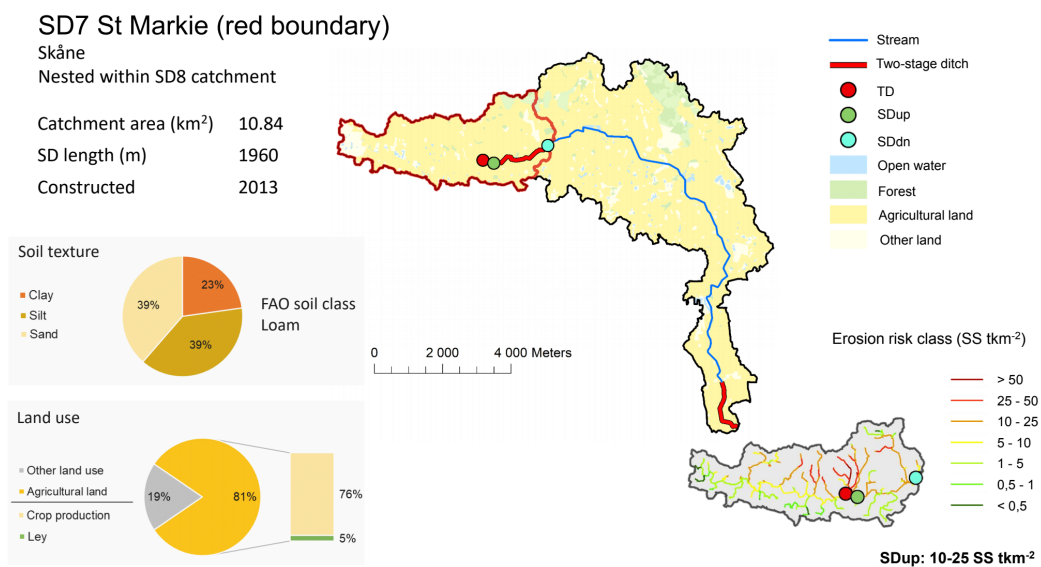 SD7 St Markie (red boundary)
Skåne
Nested within SD8 catchment
Catchment area (km²) 10.84
SD length (m) 1960
Constructed 2013
Stream
Two-stage ditch
TD
SDup
SDdn
Open water
Forest
Agricultural land
Other land
Soil texture
Clay
Silt
Sand
23%
39%
39%
FAO soil class
Loam
0 2 000 4 000 Meters
Land use
Other land use
Agricultural land
Crop production
Ley
19%
81%
76%
5%
Erosion risk class (SS tkm⁻²)
> 50
25 - 50
10 - 25
5 - 10
1 - 5
0,5 - 1
< 0,5
SDup: 10-25 SS tkm⁻²